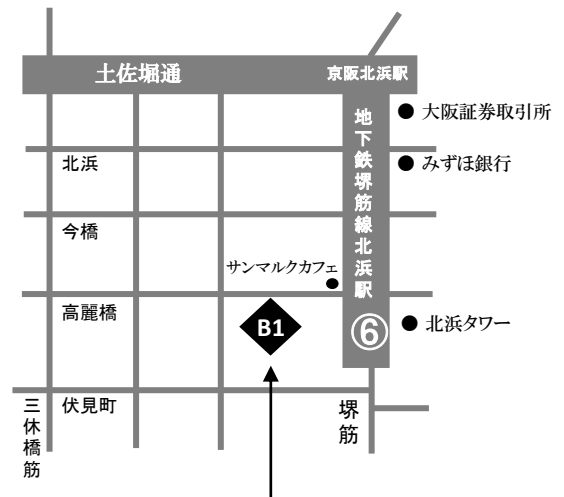 土佐堀通
京阪北浜駅
地下鉄堺筋線北浜駅
大阪証券取引所
北浜
みずほ銀行
今橋
サンマルクカフェ
高麗橋
B1
⑥
北浜タワー
三休橋筋
伏見町
堺筋